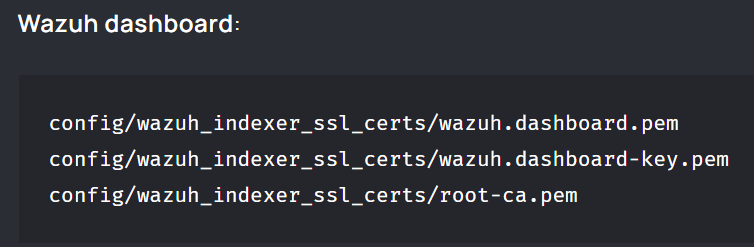 Wazuh dashboard:
config/wazuh_indexer_ssl_certs/wazuh.dashboard.pem
config/wazuh_indexer_ssl_certs/wazuh.dashboard-key.pem
config/wazuh_indexer_ssl_certs/root-ca.pem